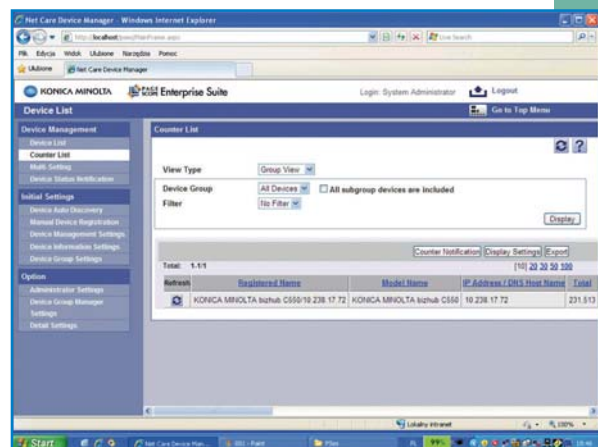 Net Care Device Manager - Windows Internet Explorer
Live Search
Plik Edycja Widok Ulubione Narzędzia Pomoc
Ulubione Net Care Device Manager
KONICA MINOLTA PAGE SCOPE Enterprise Suite Login: System Administrator Logout
Device List Go to Top Menu
Device Management
Device List
Counter List
Multi Setting
Device Status Notification
Initial Settings
Device Auto Discovery
Manual Device Registration
Device Management Settings
Device Information Settings
Device Group Settings
Option
Administrator Settings
Device Group Manager
Settings
Detail Settings
Counter List
View Type Group View
Device Group All Devices All subgroup devices are included
Filter No Filter
Display
Counter Notification Display Settings Export
Total: 1-1/1 [10] 20 30 50 100
Refresh Registered Name Model Name IP Address / DNS Host Name Total
KONICA MINOLTA bizhub C550/10.238.17.72 KONICA MINOLTA bizhub C550 10.238.17.72 231,513
Lokalny intranet 100%
Start Net Care Device Man... 001 - Paint PL 99%